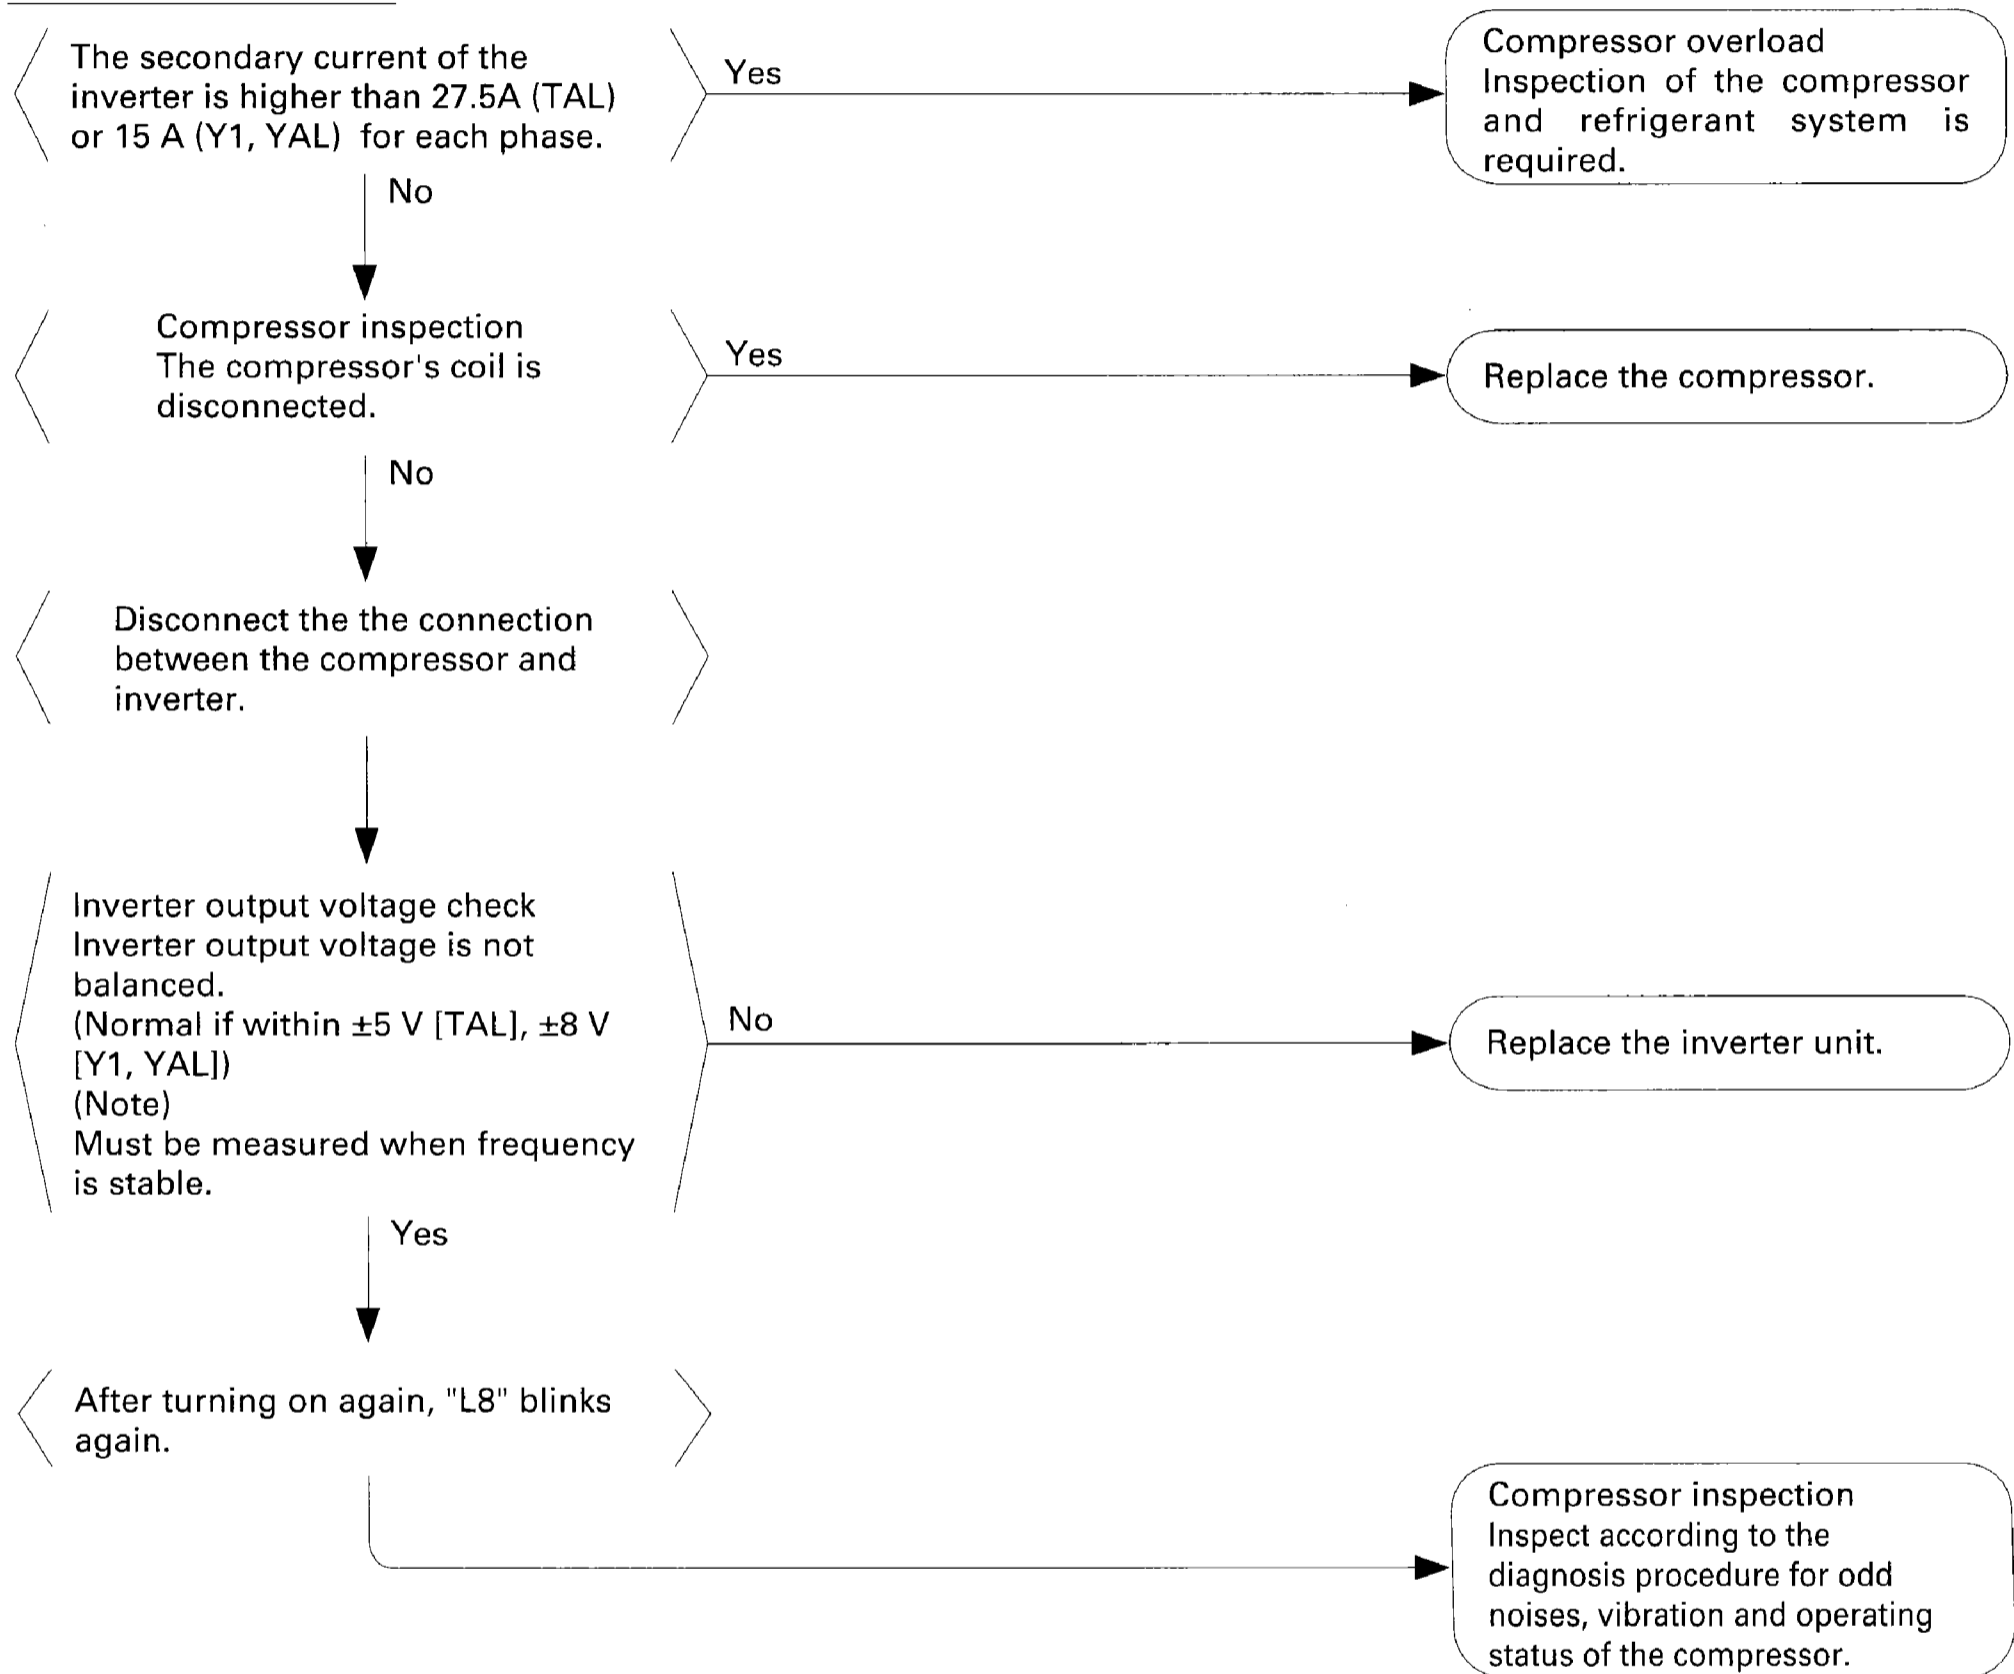 The secondary current of the
inverter is higher than 27.5A (TAL)
or 15 A (Y1, YAL) for each phase.
Yes
Compressor overload
Inspection of the compressor
and refrigerant system is
required.
No
Compressor inspection
The compressor's coil is
disconnected.
Yes
Replace the compressor.
No
Disconnect the the connection
between the compressor and
inverter.
Inverter output voltage check
Inverter output voltage is not
balanced.
(Normal if within ±5 V [TAL], ±8 V
[Y1, YAL])
(Note)
Must be measured when frequency
is stable.
No
Replace the inverter unit.
Yes
After turning on again, "L8" blinks
again.
Compressor inspection
Inspect according to the
diagnosis procedure for odd
noises, vibration and operating
status of the compressor.